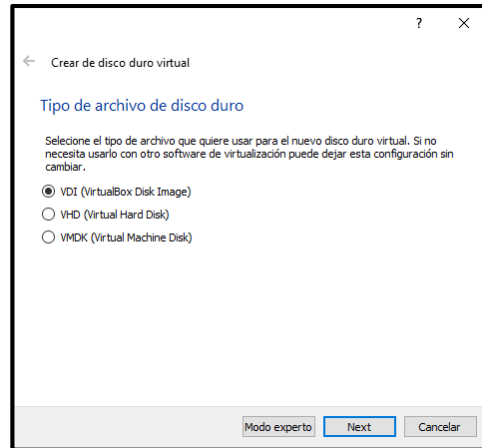 ?
Crear de disco duro virtual
Tipo de archivo de disco duro
Selecione el tipo de archivo que quiere usar para el nuevo disco duro virtual. Si no
necesita usarlo con otro software de virtualización puede dejar esta configuración sin
cambiar.
VDI (VirtualBox Disk Image)
VHD (Virtual Hard Disk)
VMDK (Virtual Machine Disk)
Modo experto Next Cancelar